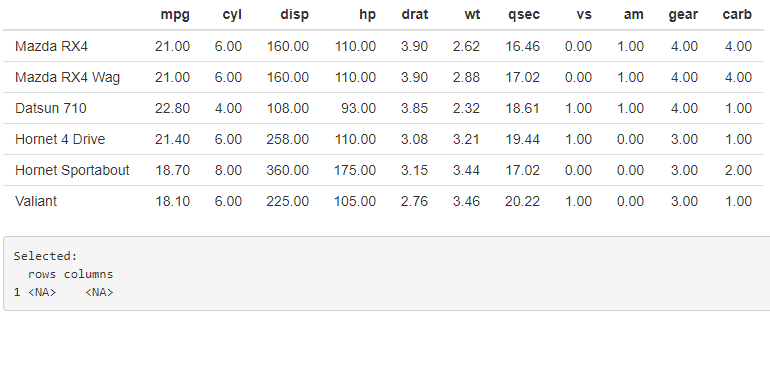 mpg cyl disp hp drat wt qsec vs am gear carb
Mazda RX4 21.00 6.00 160.00 110.00 3.90 2.62 16.46 0.00 1.00 4.00 4.00
Mazda RX4 Wag 21.00 6.00 160.00 110.00 3.90 2.88 17.02 0.00 1.00 4.00 4.00
Datsun 710 22.80 4.00 108.00 93.00 3.85 2.32 18.61 1.00 1.00 4.00 1.00
Hornet 4 Drive 21.40 6.00 258.00 110.00 3.08 3.21 19.44 1.00 0.00 3.00 1.00
Hornet Sportabout 18.70 8.00 360.00 175.00 3.15 3.44 17.02 0.00 0.00 3.00 2.00
Valiant 18.10 6.00 225.00 105.00 2.76 3.46 20.22 1.00 0.00 3.00 1.00
Selected:
rows columns
1 <NA> <NA>